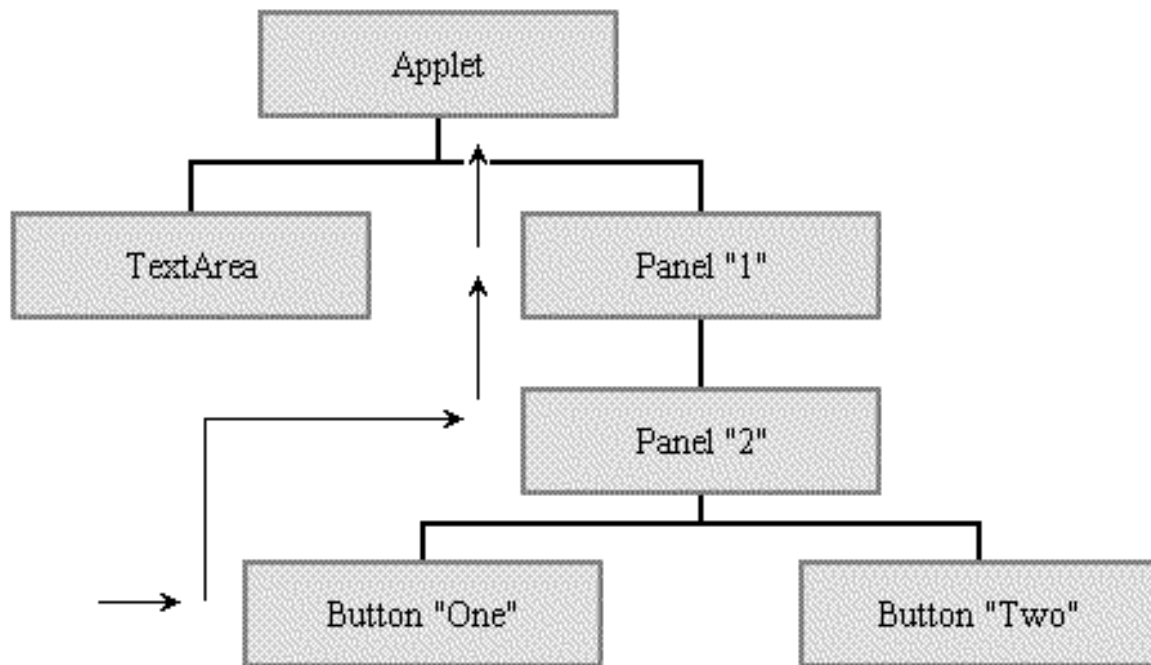 Applet
TextArea
Panel "1"
Panel "2"
Button "One"
Button "Two"